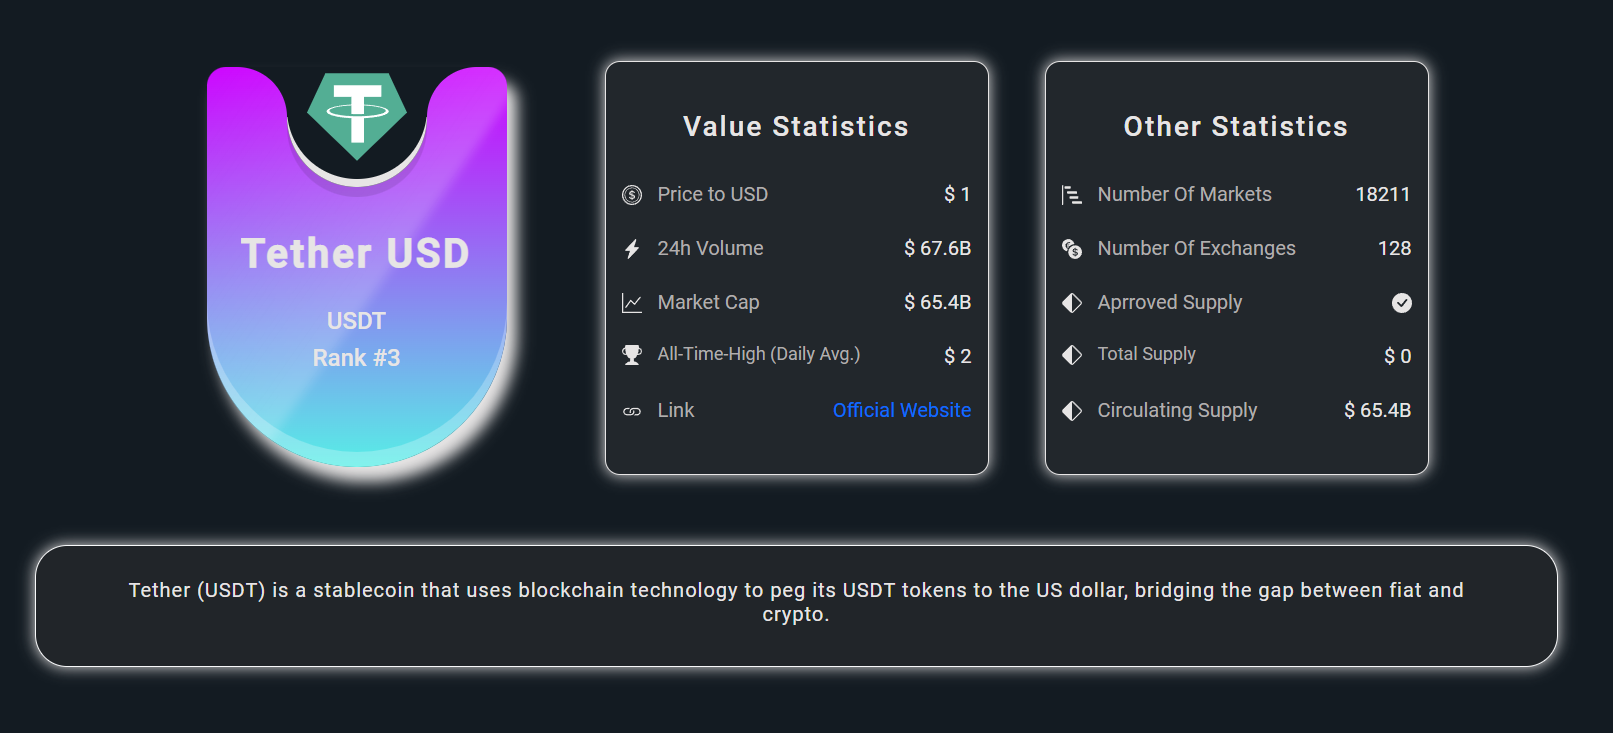 Tether USD
USDT
Rank #3
Value Statistics
Price to USD $ 1
24h Volume $ 67.6B
Market Cap $ 65.4B
All-Time-High (Daily Avg.) $ 2
Link Official Website
Other Statistics
Number Of Markets 18211
Number Of Exchanges 128
Aprroved Supply
Total Supply $ 0
Circulating Supply $ 65.4B
Tether (USDT) is a stablecoin that uses blockchain technology to peg its USDT tokens to the US dollar, bridging the gap between fiat and
crypto.